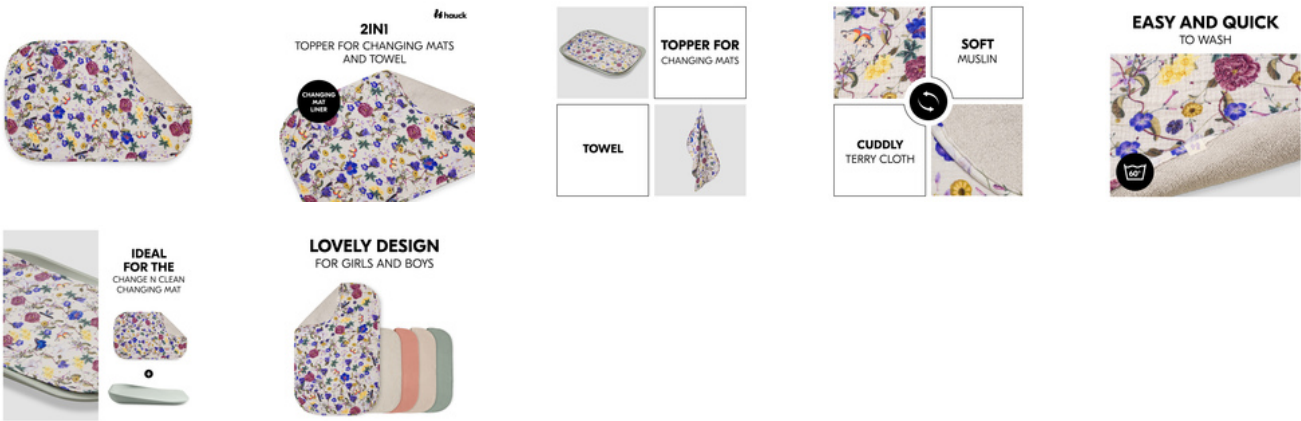 hauck
2IN1
TOPPER FOR CHANGING MATS
AND TOWEL
CHANGING
MAT
LINER
TOPPER FOR
CHANGING MATS
TOWEL
SOFT
MUSLIN
CUDDLY
TERRY CLOTH
EASY AND QUICK
TO WASH
60°
IDEAL
FOR THE
CHANGE N CLEAN
CHANGING MAT
LOVELY DESIGN
FOR GIRLS AND BOYS